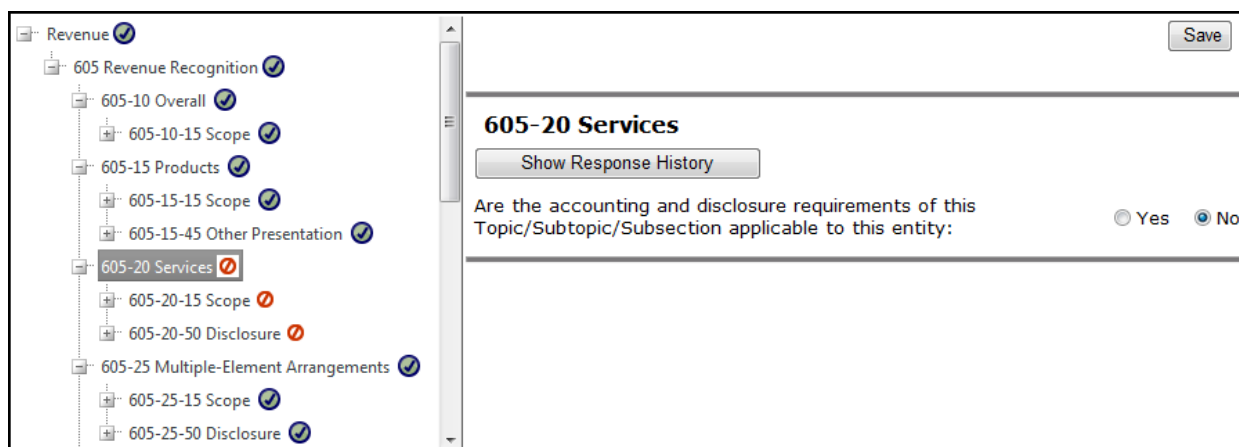 Revenue
605 Revenue Recognition
605-10 Overall
605-10-15 Scope
605-15 Products
605-15-15 Scope
605-15-45 Other Presentation
605-20 Services
605-20-15 Scope
605-20-50 Disclosure
605-25 Multiple-Element Arrangements
605-25-15 Scope
605-25-50 Disclosure
Save
605-20 Services
Show Response History
Are the accounting and disclosure requirements of this
Topic/Subtopic/Subsection applicable to this entity:
Yes No